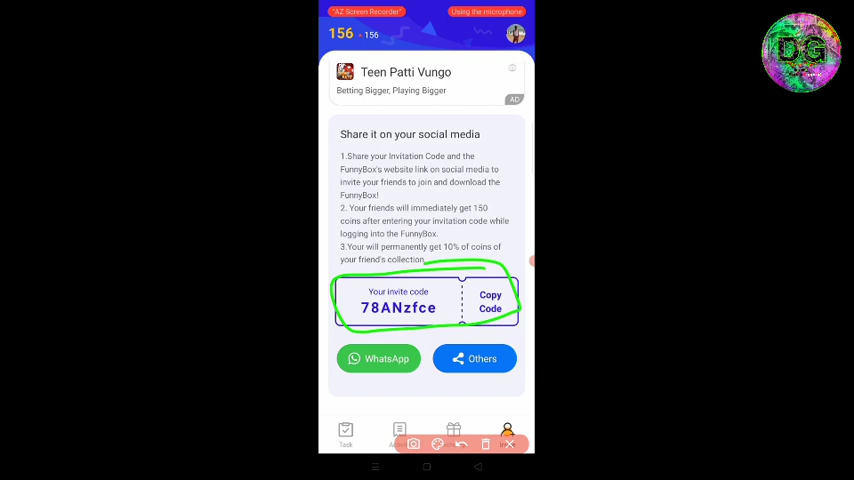 "AZ Screen Recorder"
Using the microphone
156 156
Teen Patti Vungo
Betting Bigger, Playing Bigger
AD
Share it on your social media
1.Share your Invitation Code and the
FunnyBox's website link on social media to
invite your friends to join and download the
FunnyBox!
2. Your friends will immediately get 150
coins after entering your invitation code while
logging into the FunnyBox.
3.Your will permanently get 10% of coins of
your friend's collection
Your invite code
78ANzfce
Copy
Code
WhatsApp
Others
Task
DG